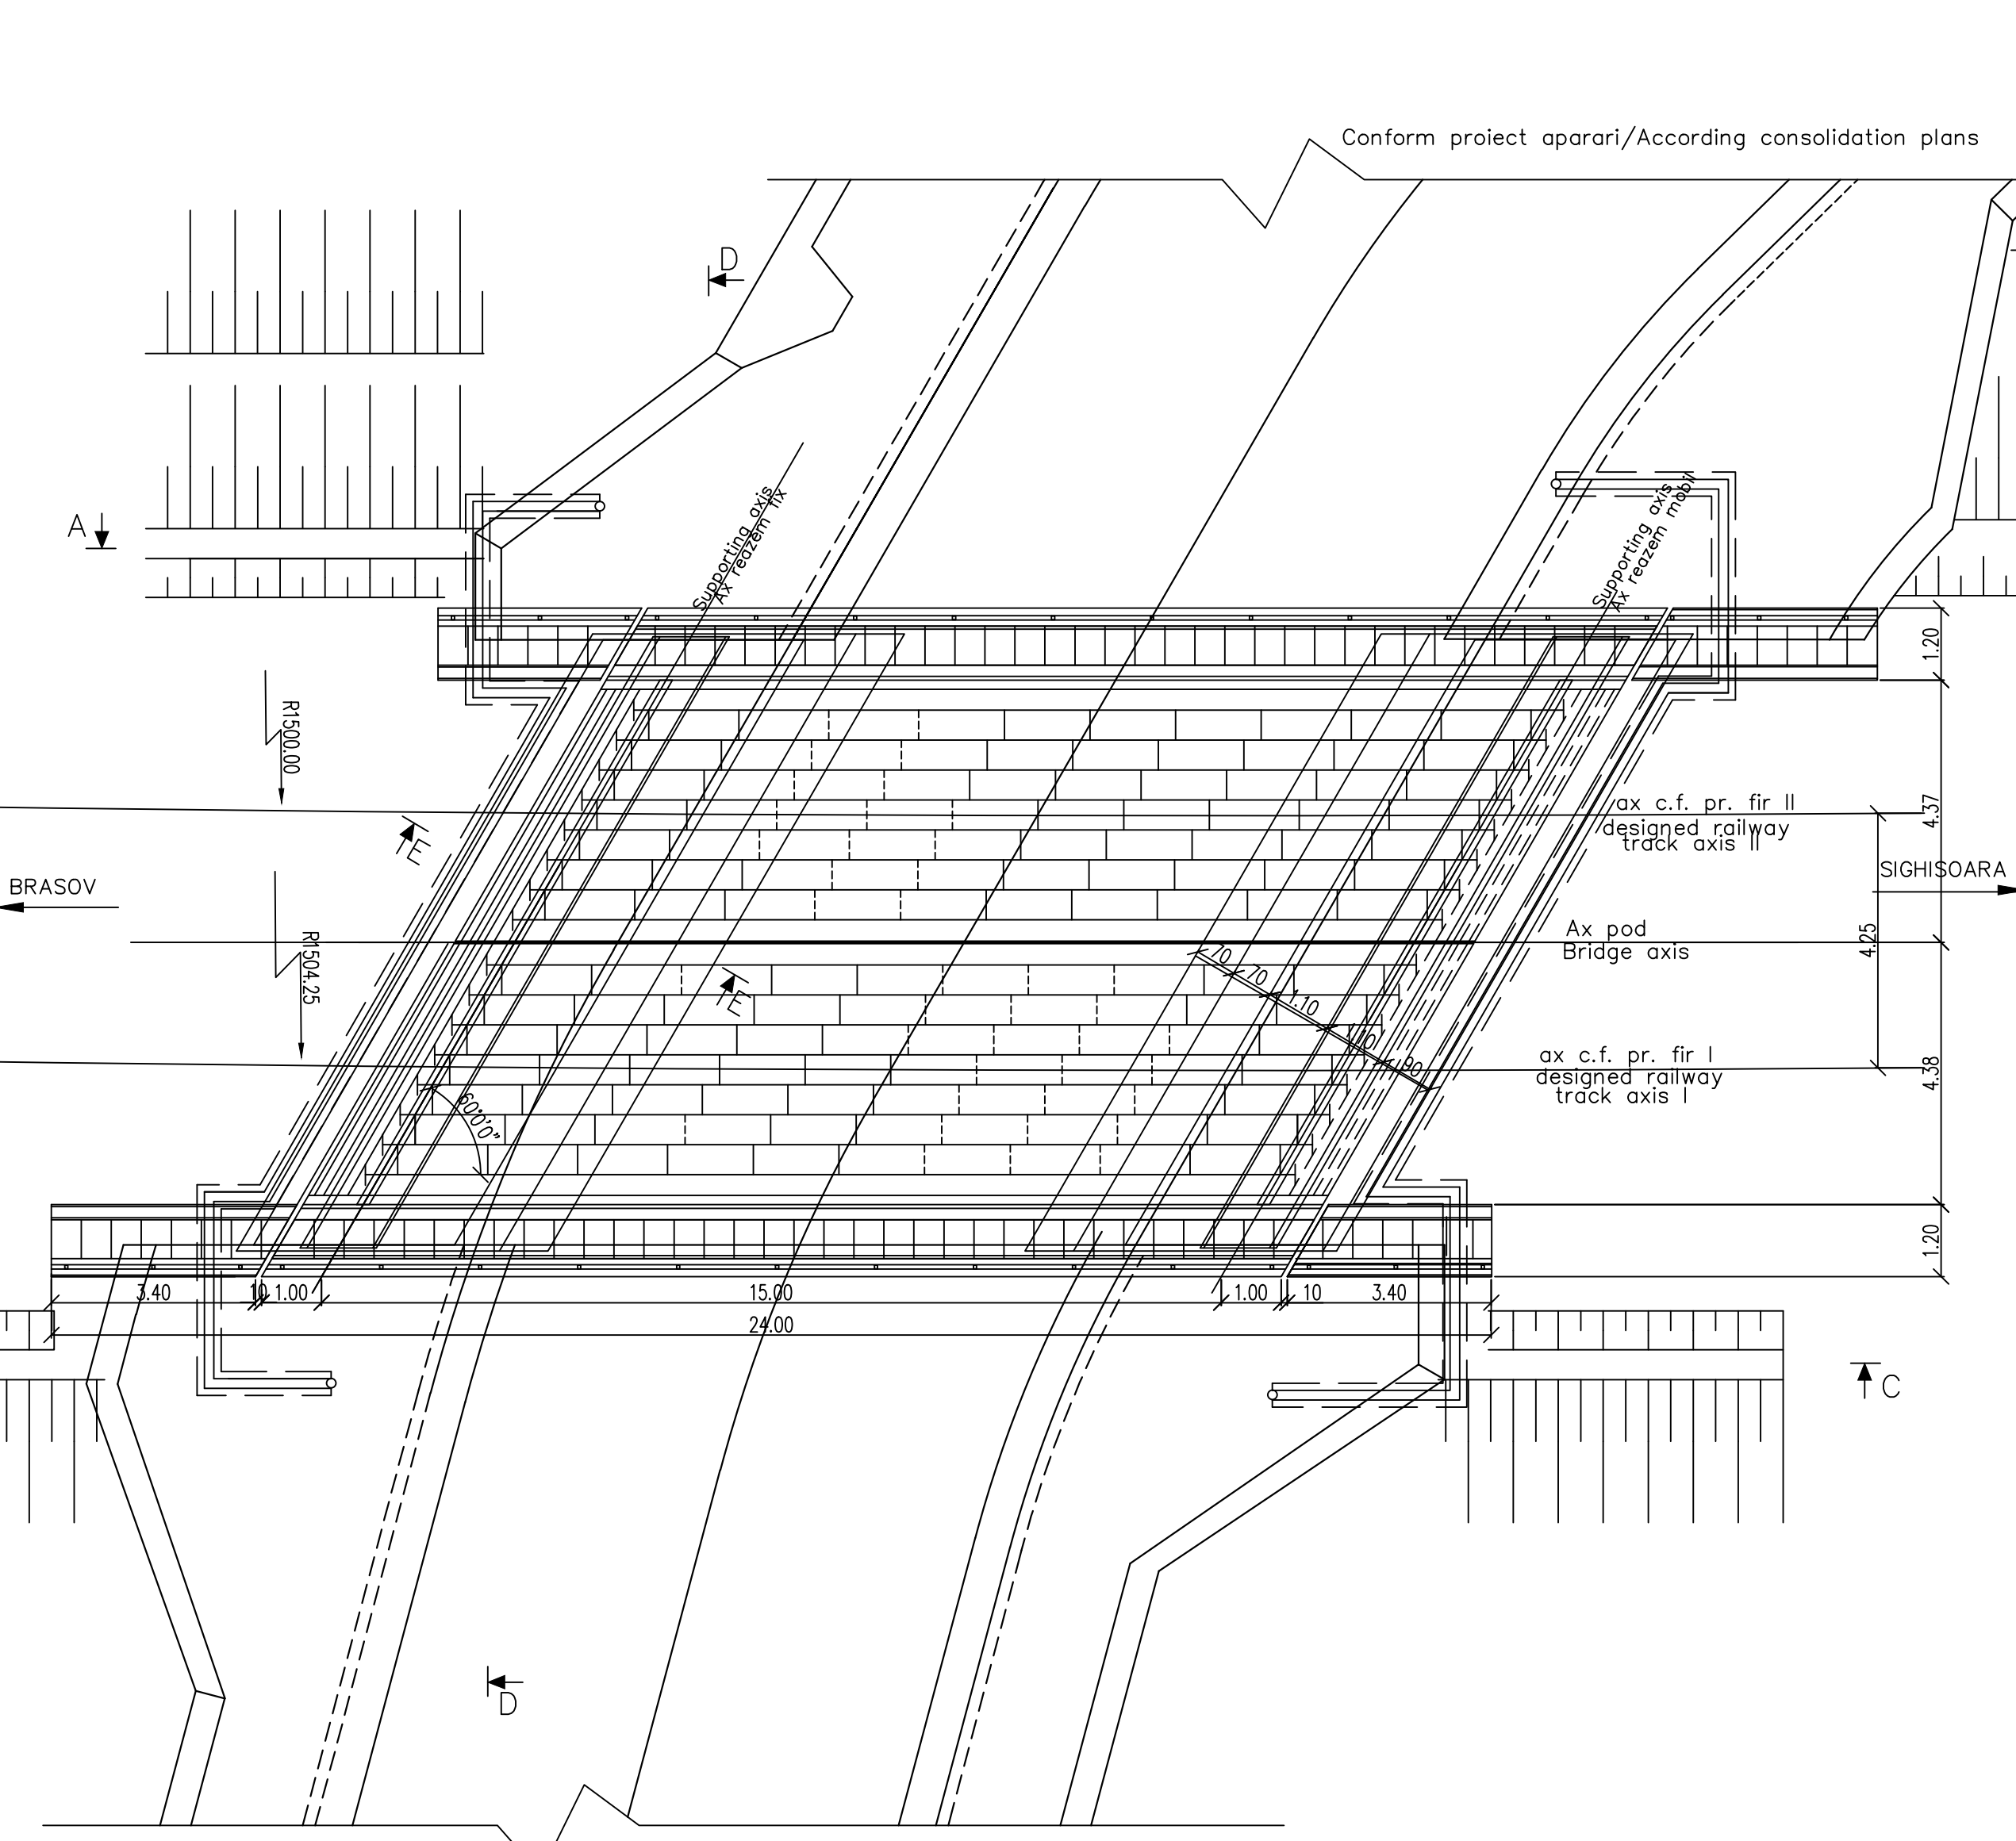 Conform proiect aparari/According consolidation plans
D
A
Supporting axis
Ax reazem fix
Supporting axis
Ax reazem mobil
1.20
R1500.00
ax c.f. pr. fir II
designed railway
track axis II
4.37
E
BRASOV
SIGHISOARA
Ax pod
Bridge axis
4.25
R1504.25
E
70
70
1.10
90
ax c.f. pr. fir I
designed railway
track axis I
4.38
60°0'0"
1.20
3.40
10
1.00
15.00
1.00
10
3.40
24.00
C
D